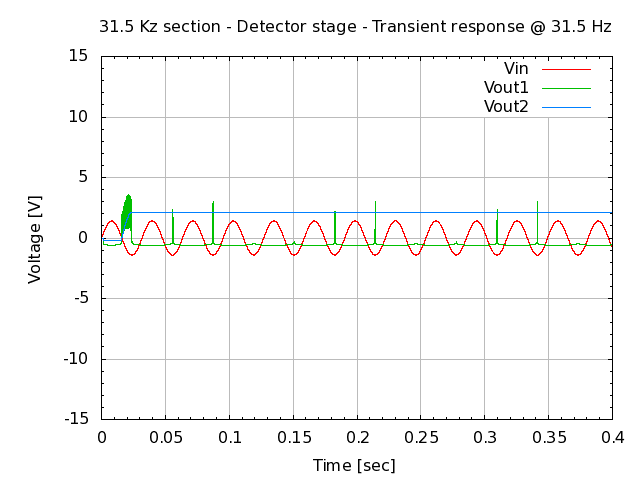 31.5 Kz section - Detector stage - Transient response @ 31.5 Hz
Vin
Vout1
Vout2
15
10
5
0
-5
-10
-15
Voltage [V]
0
0.05
0.1
0.15
0.2
0.25
0.3
0.35
0.4
Time [sec]